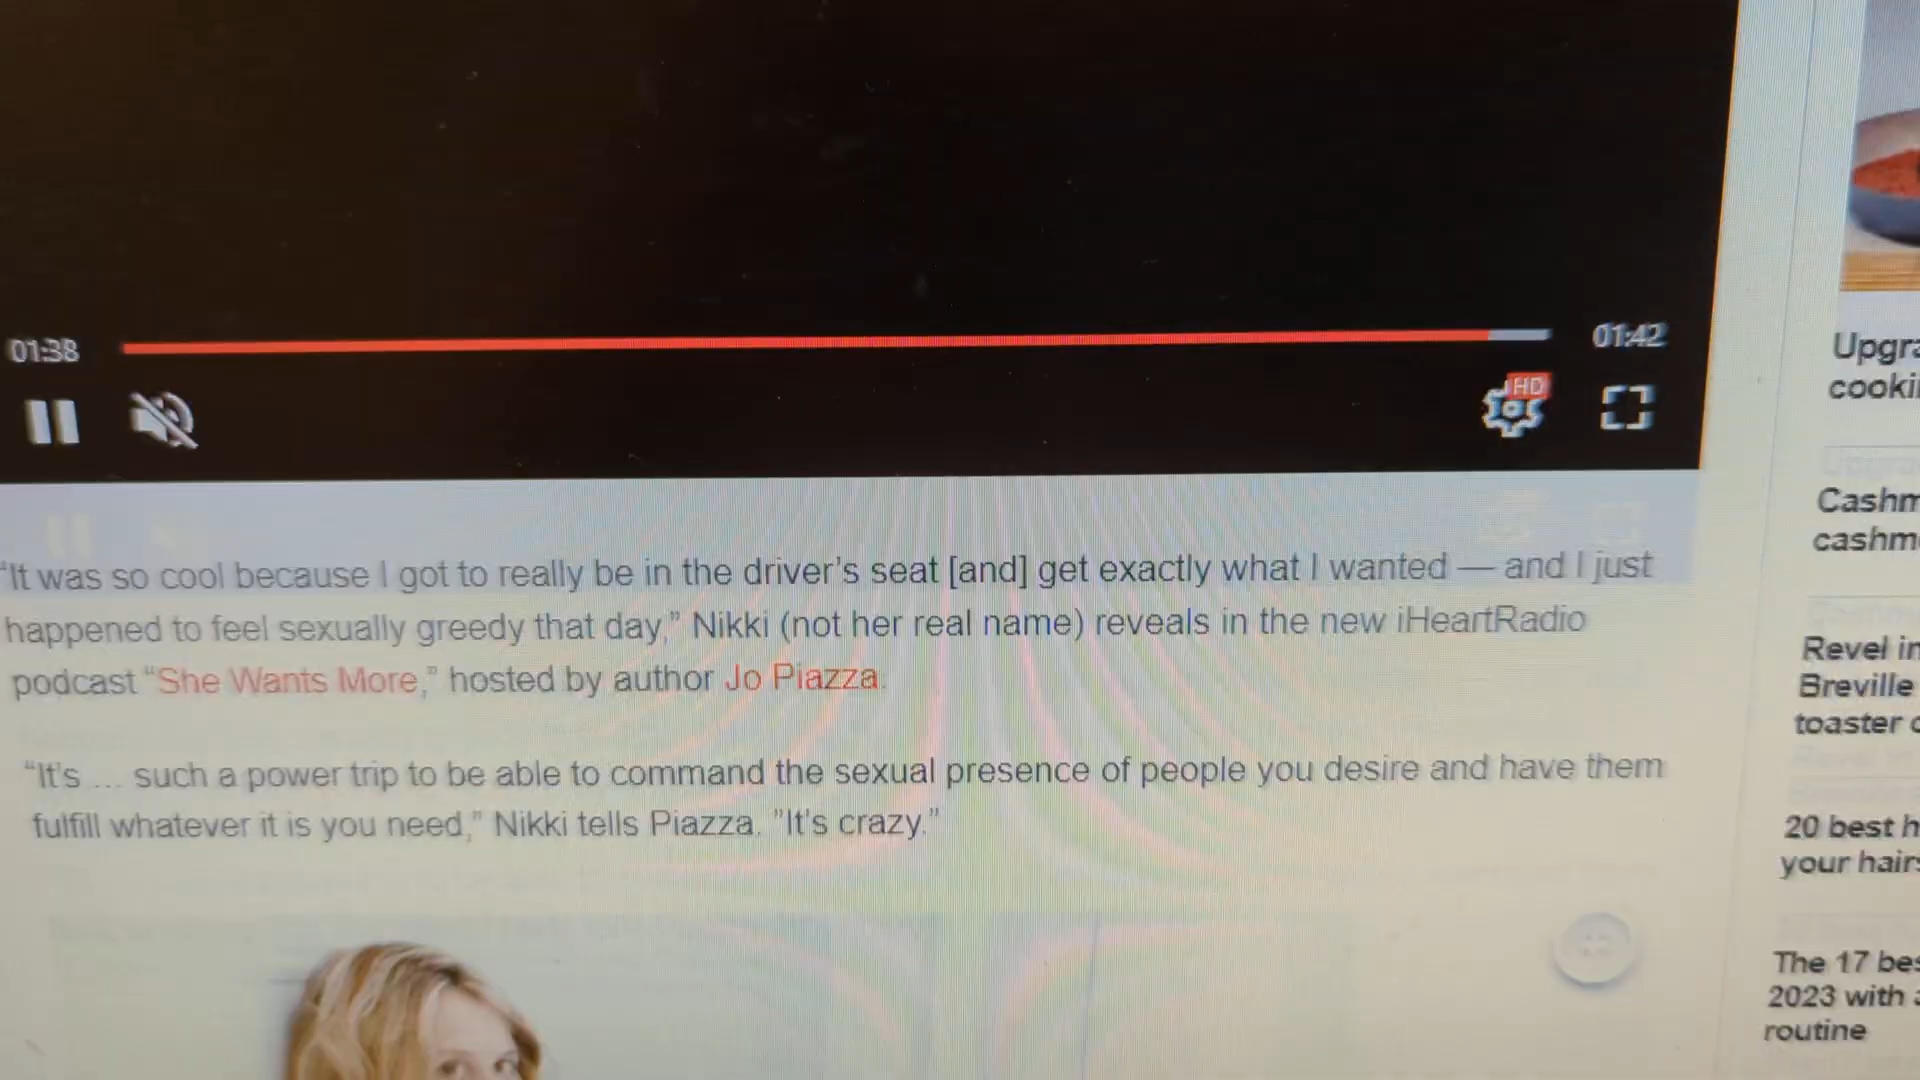 01:38
01:42
HD
“It was so cool because I got to really be in the driver’s seat [and] get exactly what I wanted — and I just
happened to feel sexually greedy that day,” Nikki (not her real name) reveals in the new iHeartRadio
podcast “She Wants More,” hosted by author Jo Piazza.
“It’s ... such a power trip to be able to command the sexual presence of people you desire and have them
fulfill whatever it is you need,” Nikki tells Piazza. "It's crazy."
Upgra
cooki
Cashm
cashm
Revel in
Breville
toaster
20 best h
your hair
The 17 bes
2023 with
routine